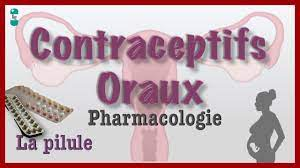 Contraceptifs
Oraux
Pharmacologie
La pilule